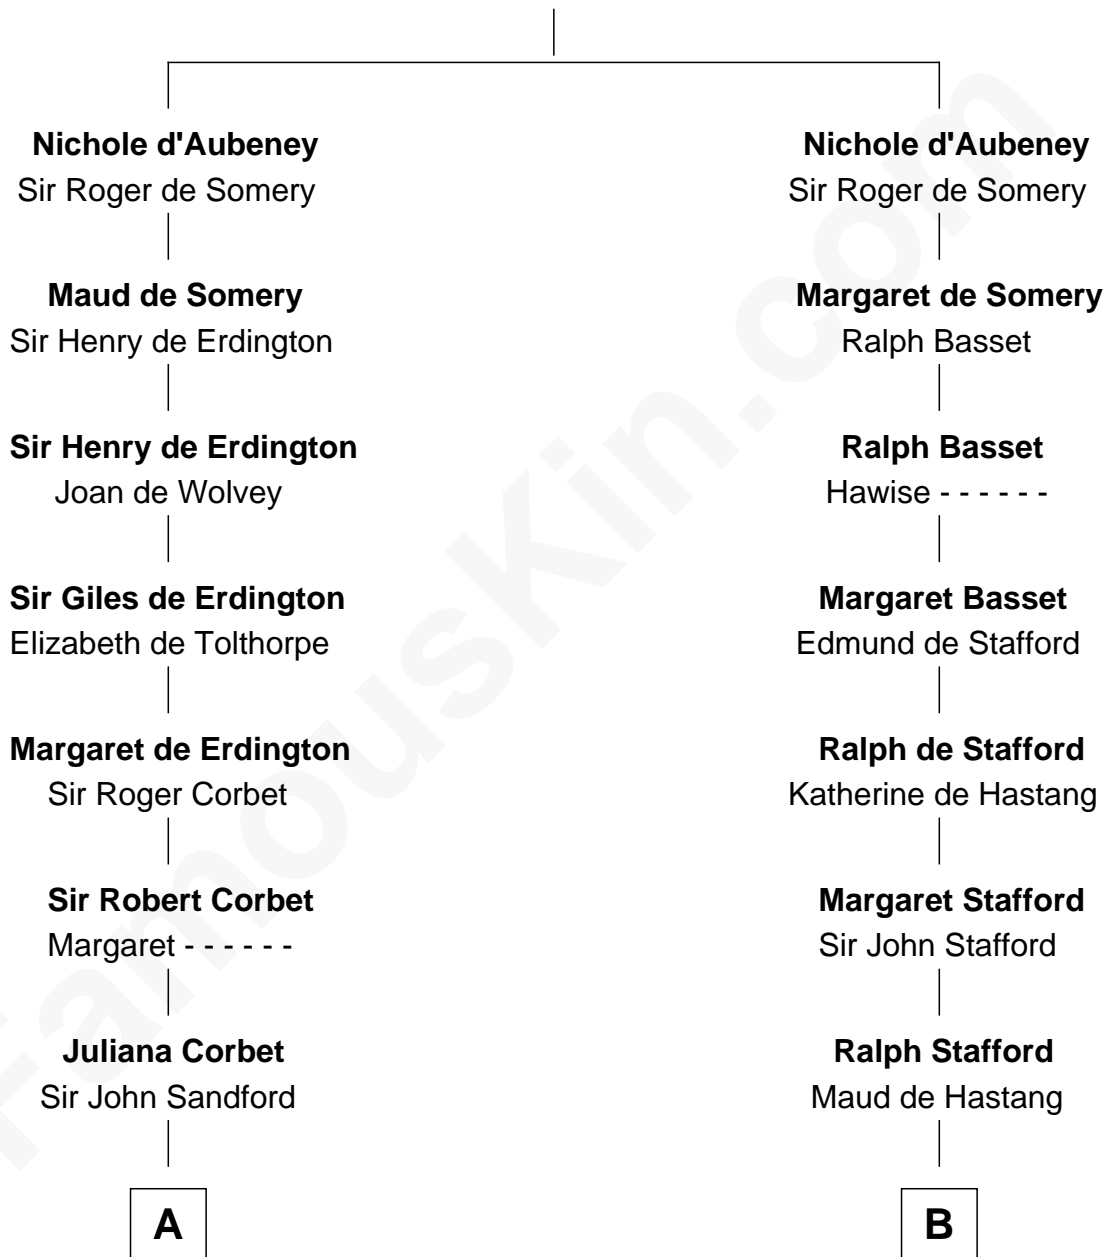 Nichole d'Aubeney
Sir Roger de Somery
Maud de Somery
Sir Henry de Erdington
Sir Henry de Erdington
Joan de Wolvey
Sir Giles de Erdington
Elizabeth de Tolthorpe
Margaret de Erdington
Sir Roger Corbet
Sir Robert Corbet
Margaret - - - - - -
Juliana Corbet
Sir John Sandford
A
Nichole d'Aubeney
Sir Roger de Somery
Margaret de Somery
Ralph Basset
Ralph Basset
Hawise - - - - - -
Margaret Basset
Edmund de Stafford
Ralph de Stafford
Katherine de Hastang
Margaret Stafford
Sir John Stafford
Ralph Stafford
Maud de Hastang
B
FamousKin.com